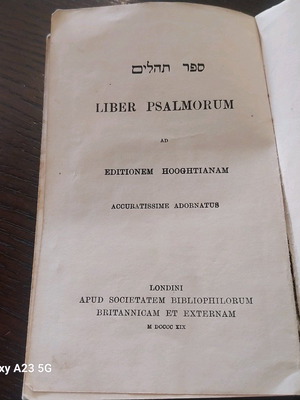 ספר תהלים
LIBER PSALMORUM
AD
EDITIONEM HOOGHTIANAM
ACCURATISSIME ADORNATUS
LONDINI
APUD SOCIETATEM BIBLIOPHILORUM
BRITANNICAM ET EXTERNAM
M DCCCC XIX
xy A23 5G